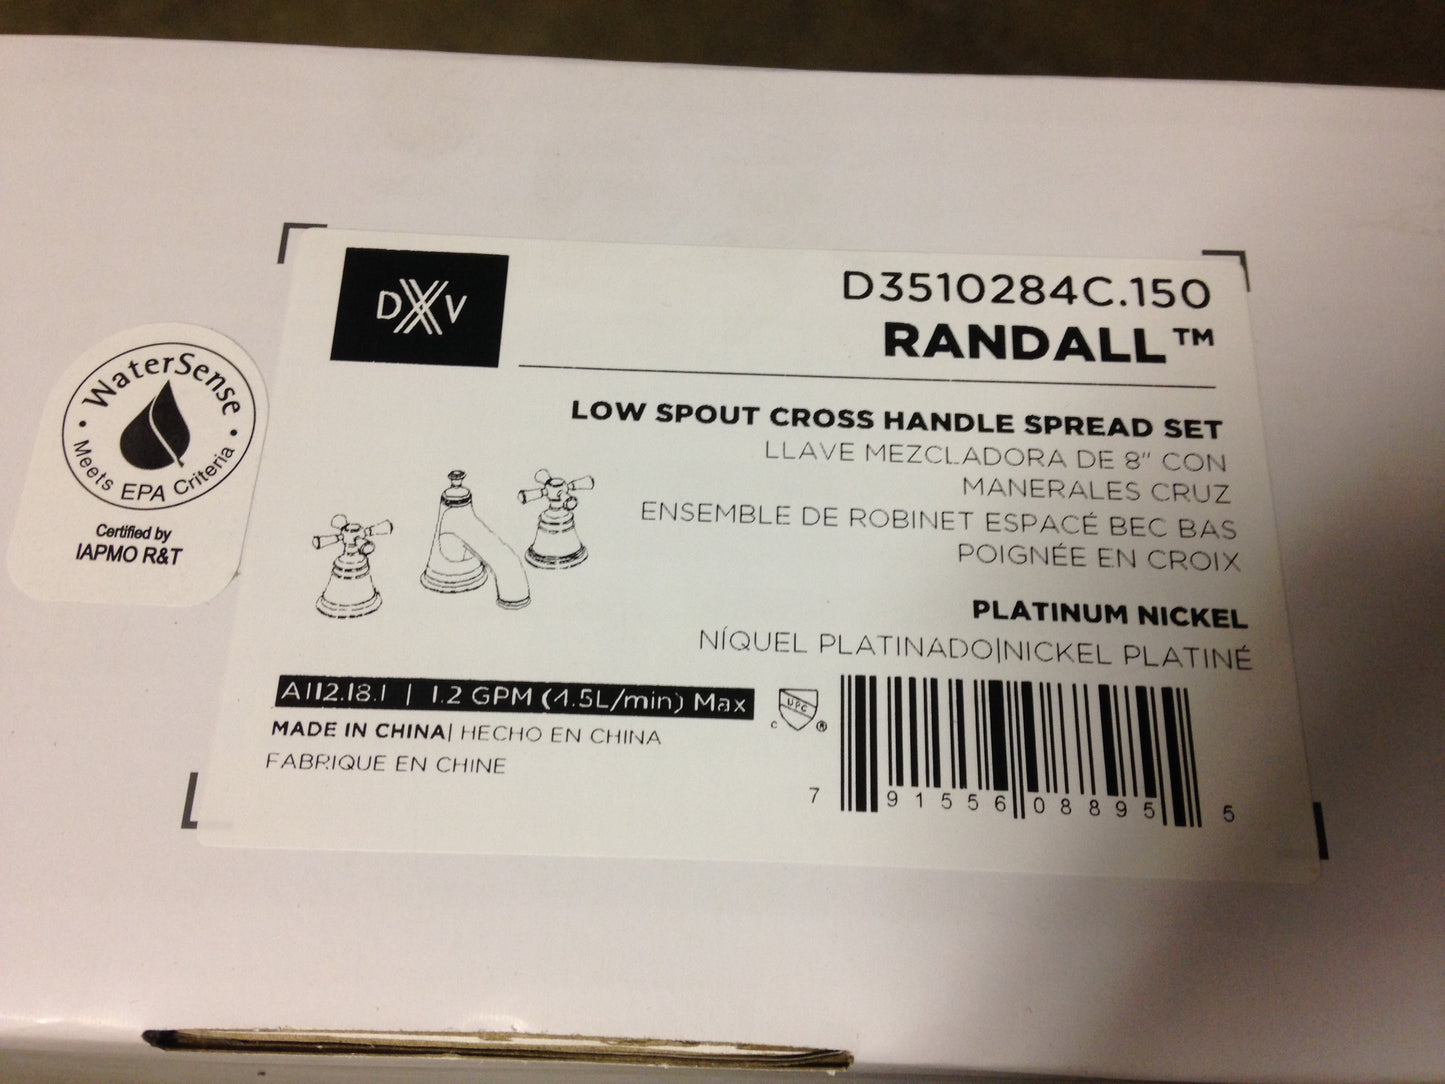 DXV
D3510284C.150
RANDALL™
LOW SPOUT CROSS HANDLE SPREAD SET
LLAVE MEZCLADORA DE 8" CON
MANERALES CRUZ
ENSEMBLE DE ROBINET ESPACÉ BEC BAS
POIGNÉE EN CROIX
PLATINUM NICKEL
NÍQUEL PLATINADO|NICKEL PLATINÉ
A112.18.1 | 1.2 GPM (4.5L/min) Max
MADE IN CHINA| HECHO EN CHINA
FABRIQUE EN CHINE
C UPC ®
7 91556 08895 5
WaterSense
Meets EPA Criteria
Certified by
IAPMO R&T